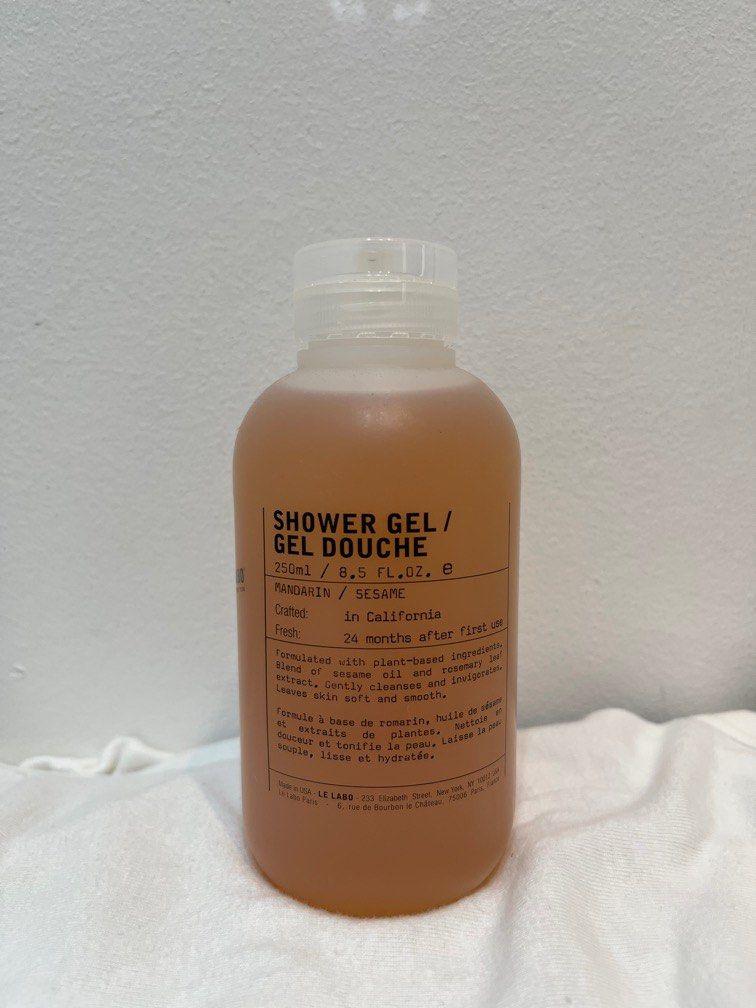 SHOWER GEL /
GEL DOUCHE
250ml / 8.5 FL.OZ. e
MANDARIN / SESAME
Crafted: in California
Fresh: 24 months after first use
Formulated with plant-based ingredients.
Blend of sesame oil and rosemary leaf
extract. Gently cleanses and invigorates.
Leaves skin soft and smooth.
Formule à base de romarin, huile de sésame
et extraits de plantes. Nettoie en
douceur et tonifie la peau. Laisse la peau
souple, lisse et hydratée.
Made in USA - LE LABO - 233 Elizabeth Street, New York, NY 10012 USA
Le Labo Paris - 6, rue de Bourbon le Château, 75006 Paris, France